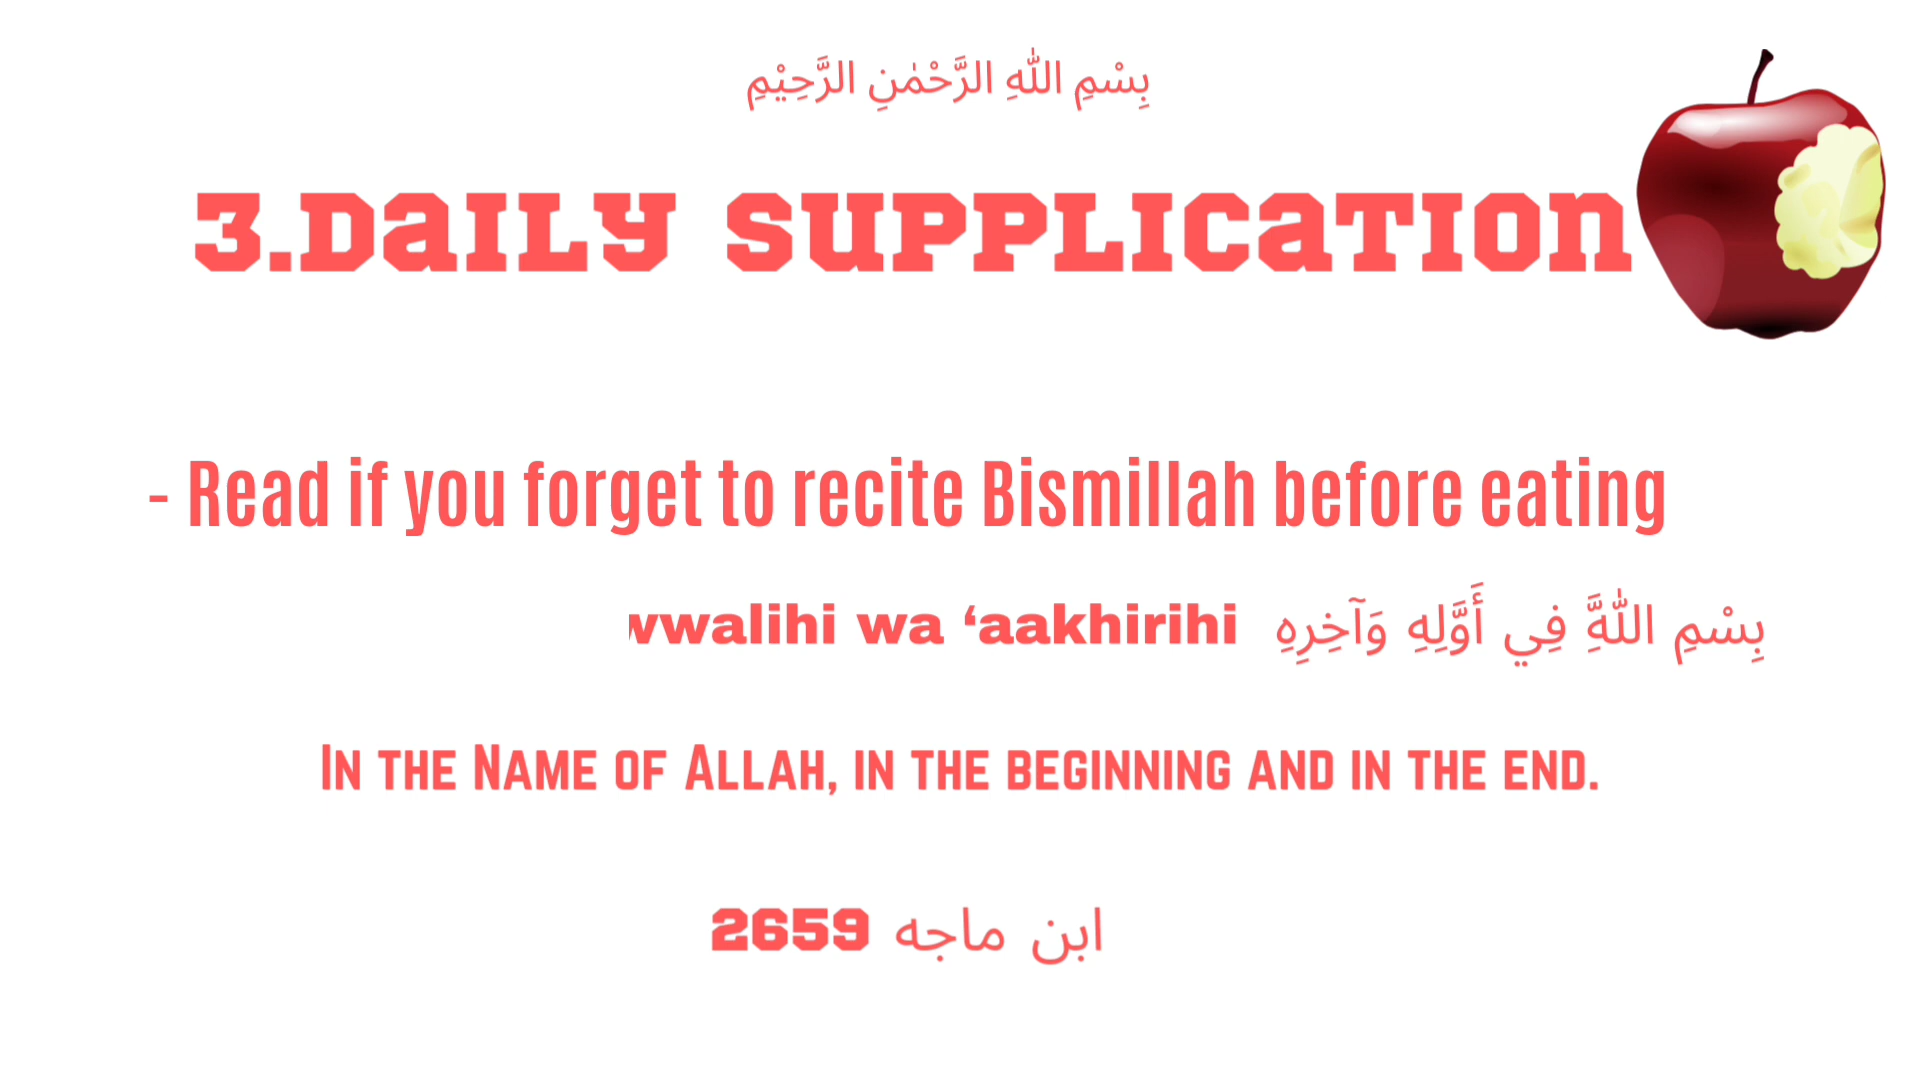 بِسْمِ اللّٰهِ الرَّحْمٰنِ الرَّحِيْمِ
3.Daily Supplication
- Read if you forget to recite Bismillah before eating
بِسْمِ اللّٰهَِّ فِي أَوَّلِهِ وَآخِرِهِ wa ‘aakhirihi
In the Name of Allah, in the beginning and in the end.
ابن ماجه 2659